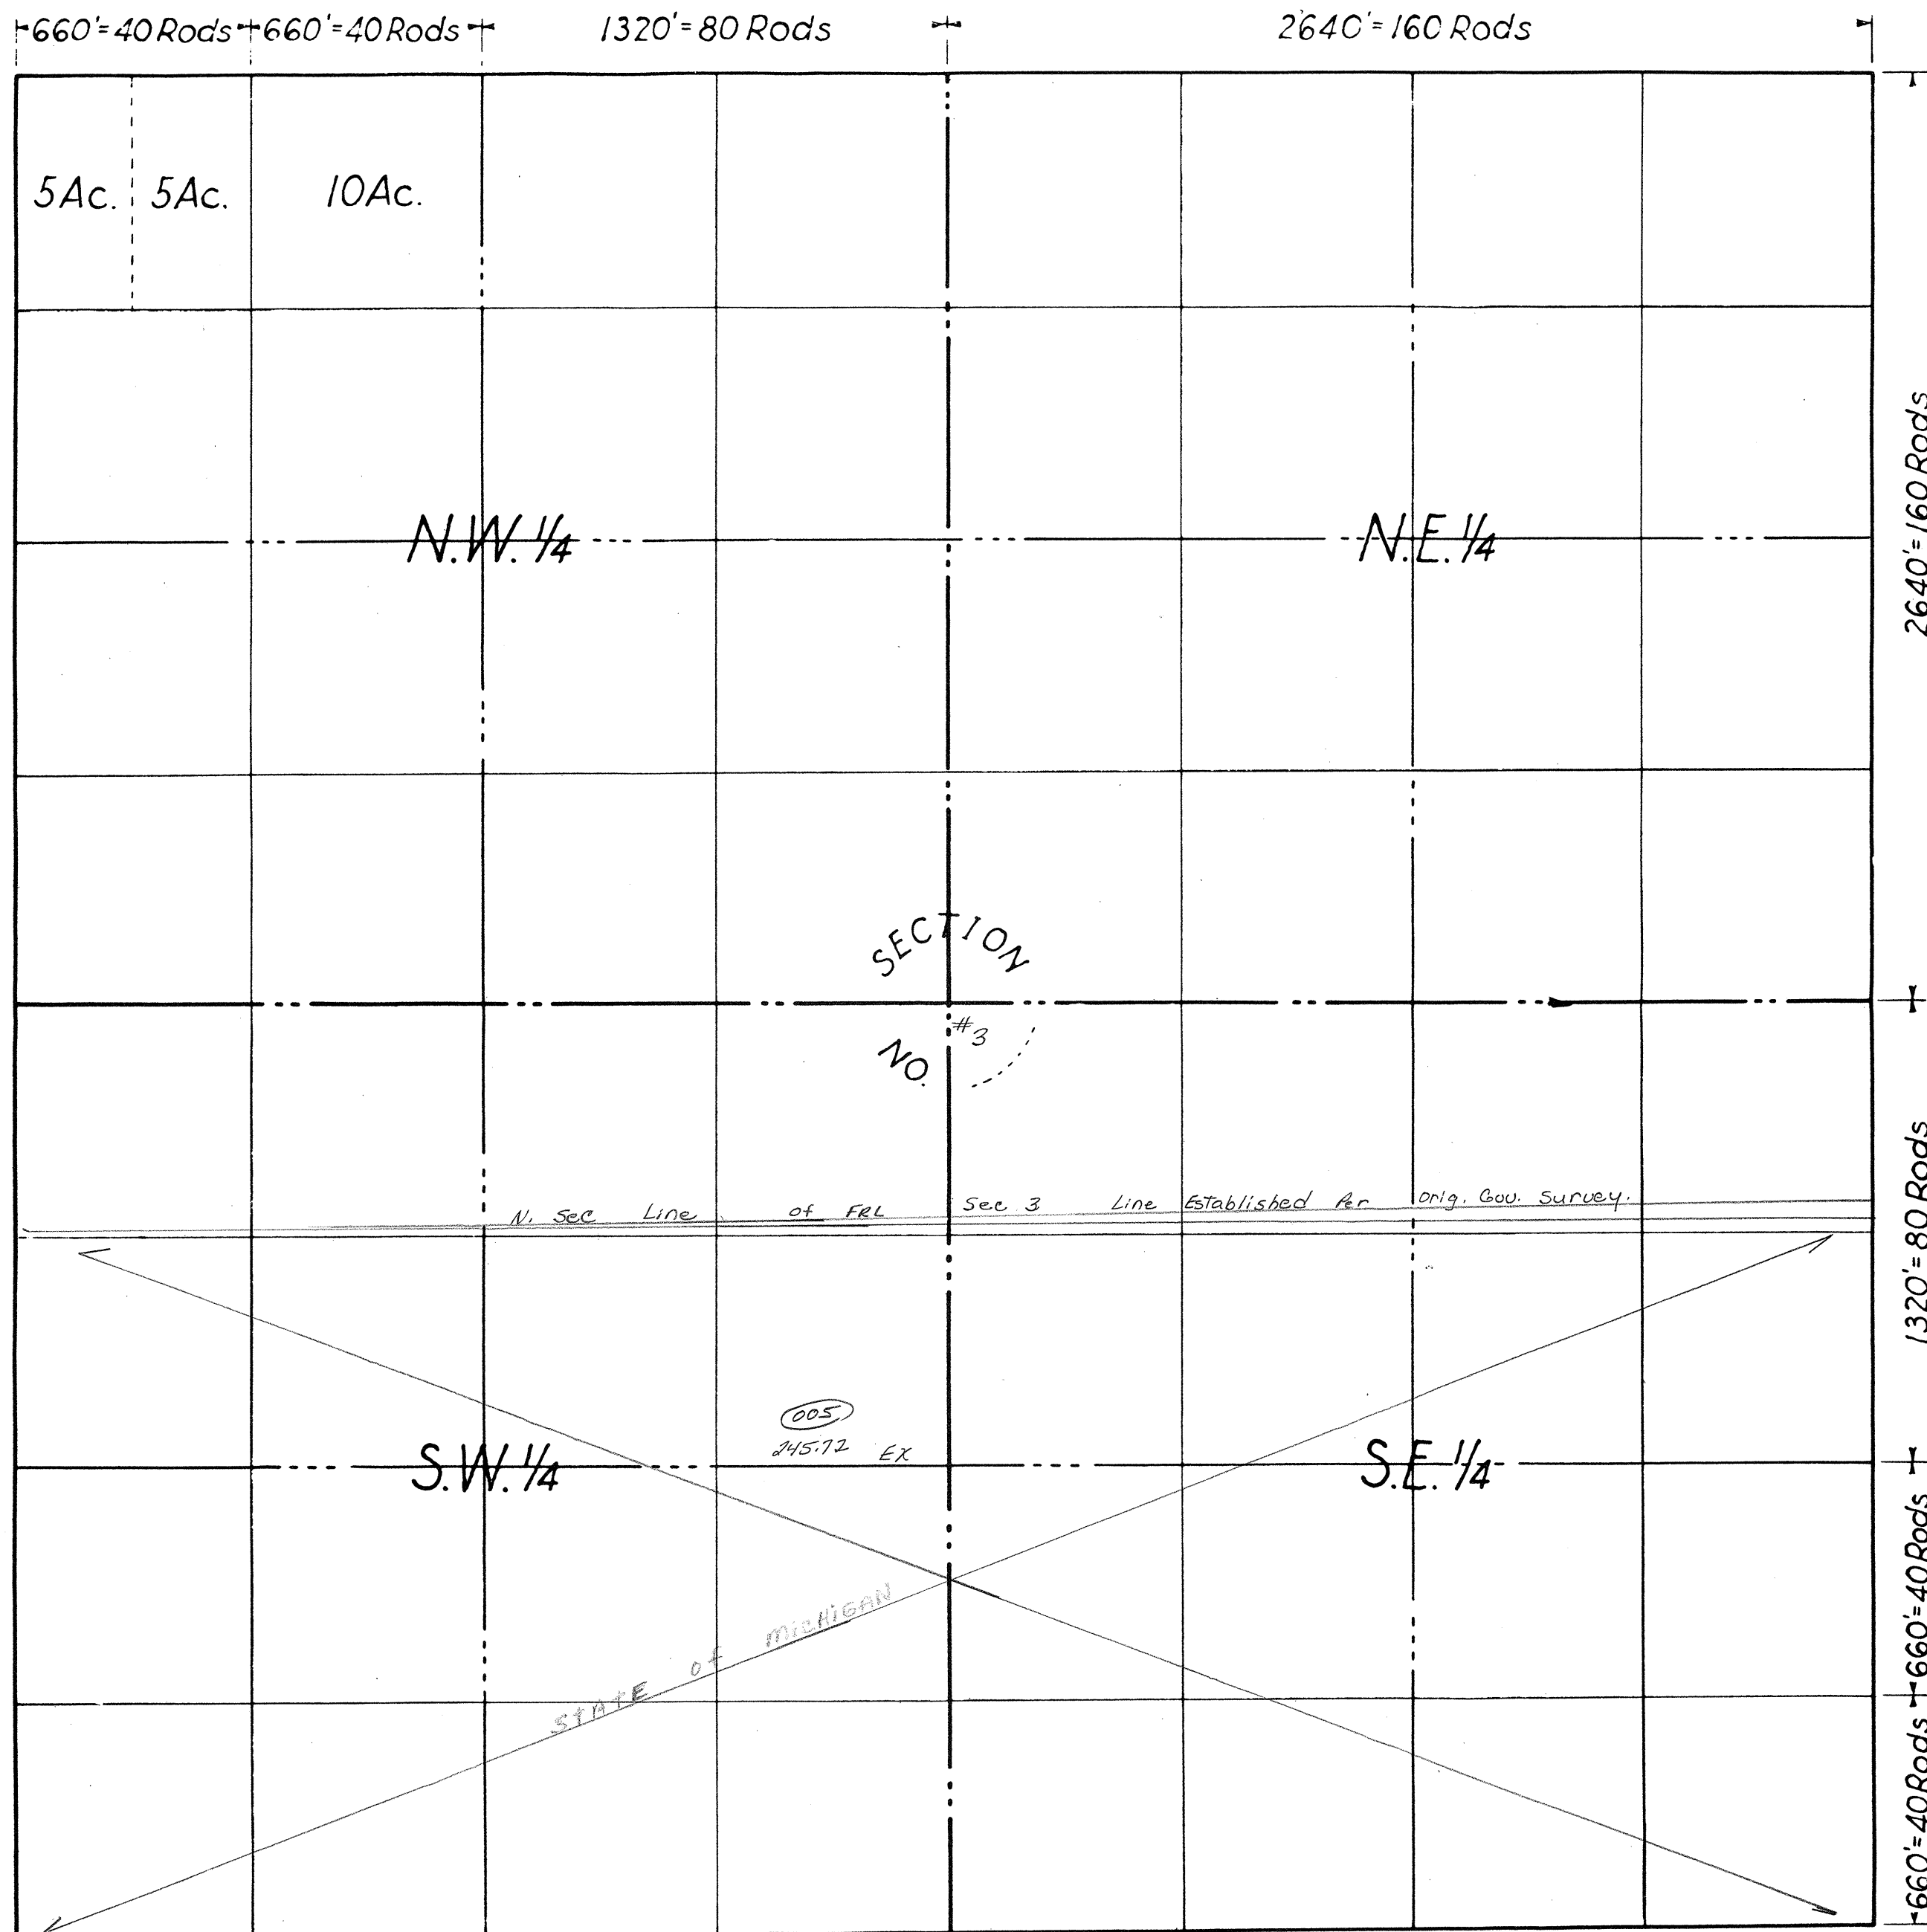 660'=40 Rods 660'=40 Rods 1320'=80 Rods 2640'=160 Rods
5Ac. 5Ac. 10Ac.
2640'=160 Rods
N.W. 1/4 N.E. 1/4
SECTION
NO. #3
1320'=80 Rods
N. Sec Line of FRL Sec 3 Line Established Per Orig. Gov. Survey.
005
245.72 EX
S.W. 1/4 S.E. 1/4
660'=40 Rods
STATE of MICHIGAN
660'=40 Rods